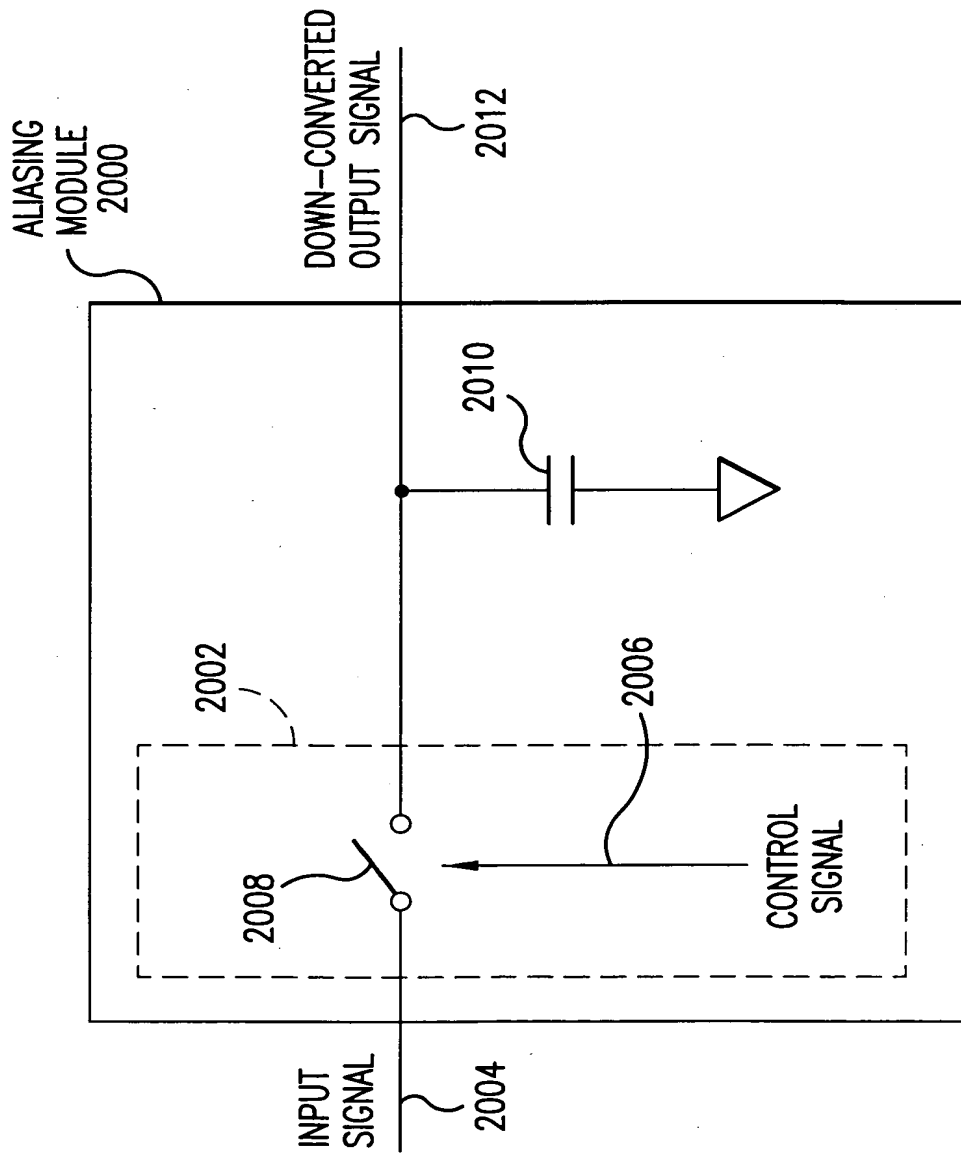 ALIASING
MODULE
2000
2002
INPUT
SIGNAL
2004
2008
CONTROL
SIGNAL
2006
2010
DOWN-CONVERTED
OUTPUT SIGNAL
2012